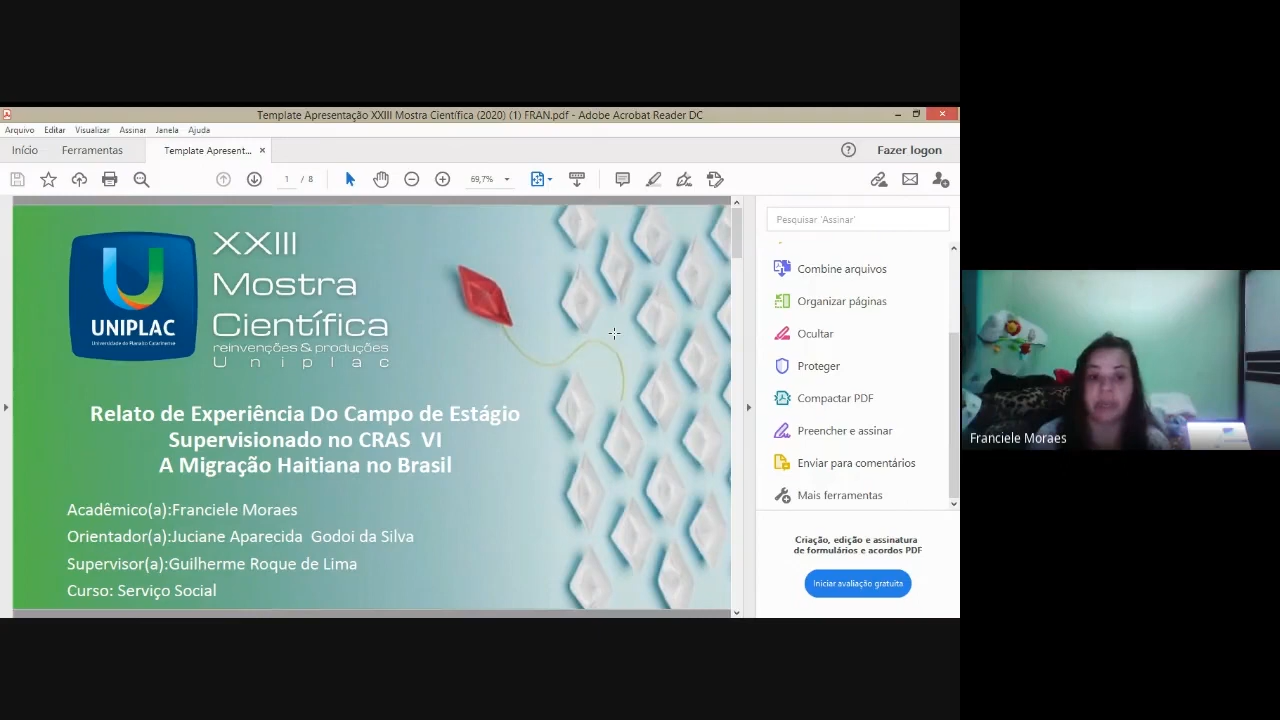 Template Apresentação XXIII Mostra Científica (2020) (1) FRAN.pdf - Adobe Acrobat Reader DC
Arquivo Editar Visualizar Assinar Janela Ajuda
Início Ferramentas Template Apresent... Fazer logon
1 / 8 69,7%
Pesquisar 'Assinar'
Combine arquivos
Organizar páginas
Ocultar
Proteger
Compactar PDF
Preencher e assinar
Enviar para comentários
Mais ferramentas
Criação, edição e assinatura
de formulários e acordos PDF
Iniciar avaliação gratuita
UNIPLAC
Universidade do Planalto Catarinense
XXIII
Mostra
Científica
reinvenções & produções
Uniplac
Relato de Experiência Do Campo de Estágio
Supervisionado no CRAS VI
A Migração Haitiana no Brasil
Acadêmico(a):Franciele Moraes
Orientador(a):Juciane Aparecida Godoi da Silva
Supervisor(a):Guilherme Roque de Lima
Curso: Serviço Social
Franciele Moraes